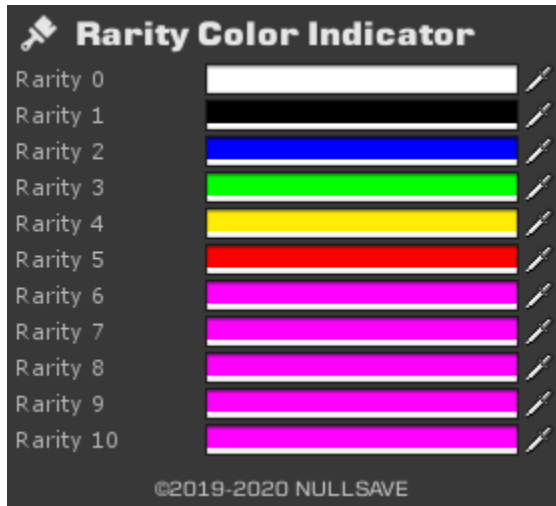 Rarity Color Indicator
Rarity 0
Rarity 1
Rarity 2
Rarity 3
Rarity 4
Rarity 5
Rarity 6
Rarity 7
Rarity 8
Rarity 9
Rarity 10
©2019-2020 NULLSAVE